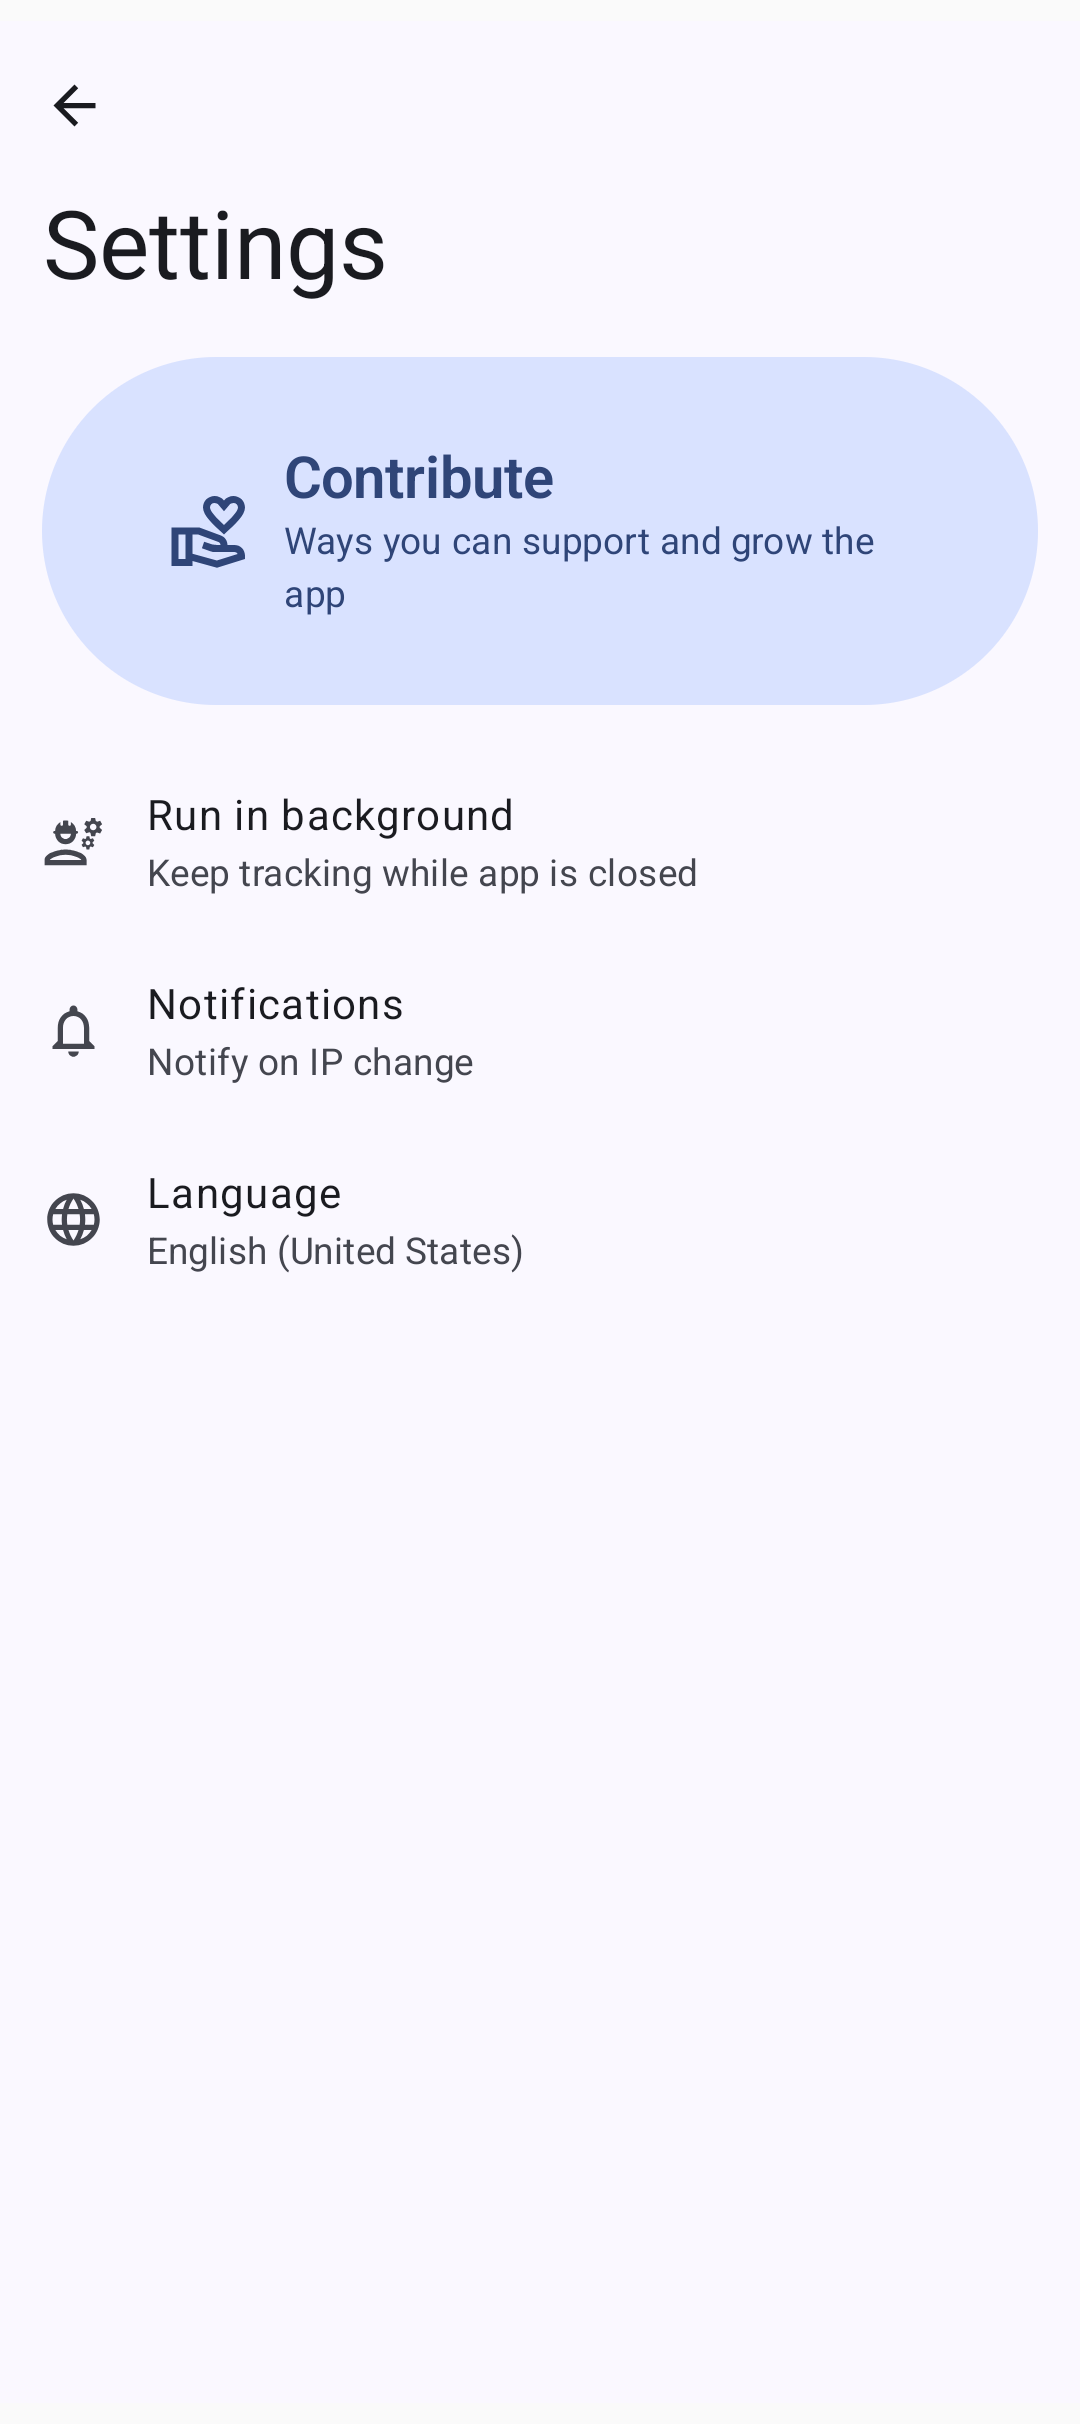 Settings
Contribute
Ways you can support and grow the
app
Run in background
Keep tracking while app is closed
Notifications
Notify on IP change
Language
English (United States)